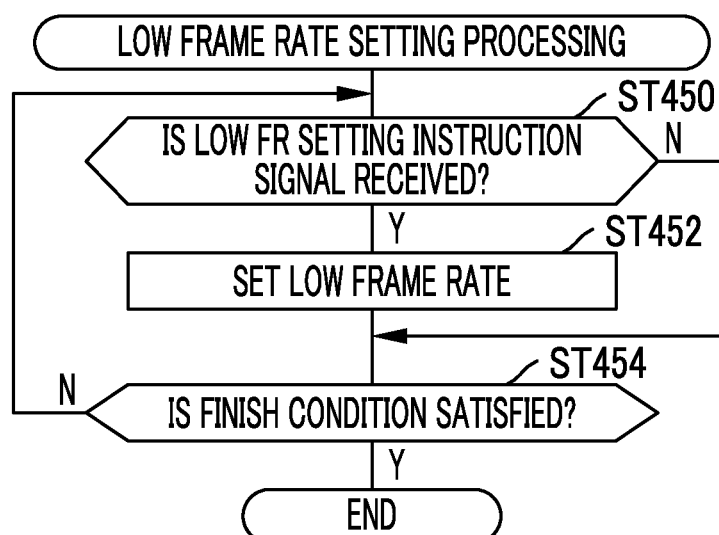 LOW FRAME RATE SETTING PROCESSING
ST450
IS LOW FR SETTING INSTRUCTION
SIGNAL RECEIVED?
N
Y
ST452
SET LOW FRAME RATE
ST454
N
IS FINISH CONDITION SATISFIED?
Y
END